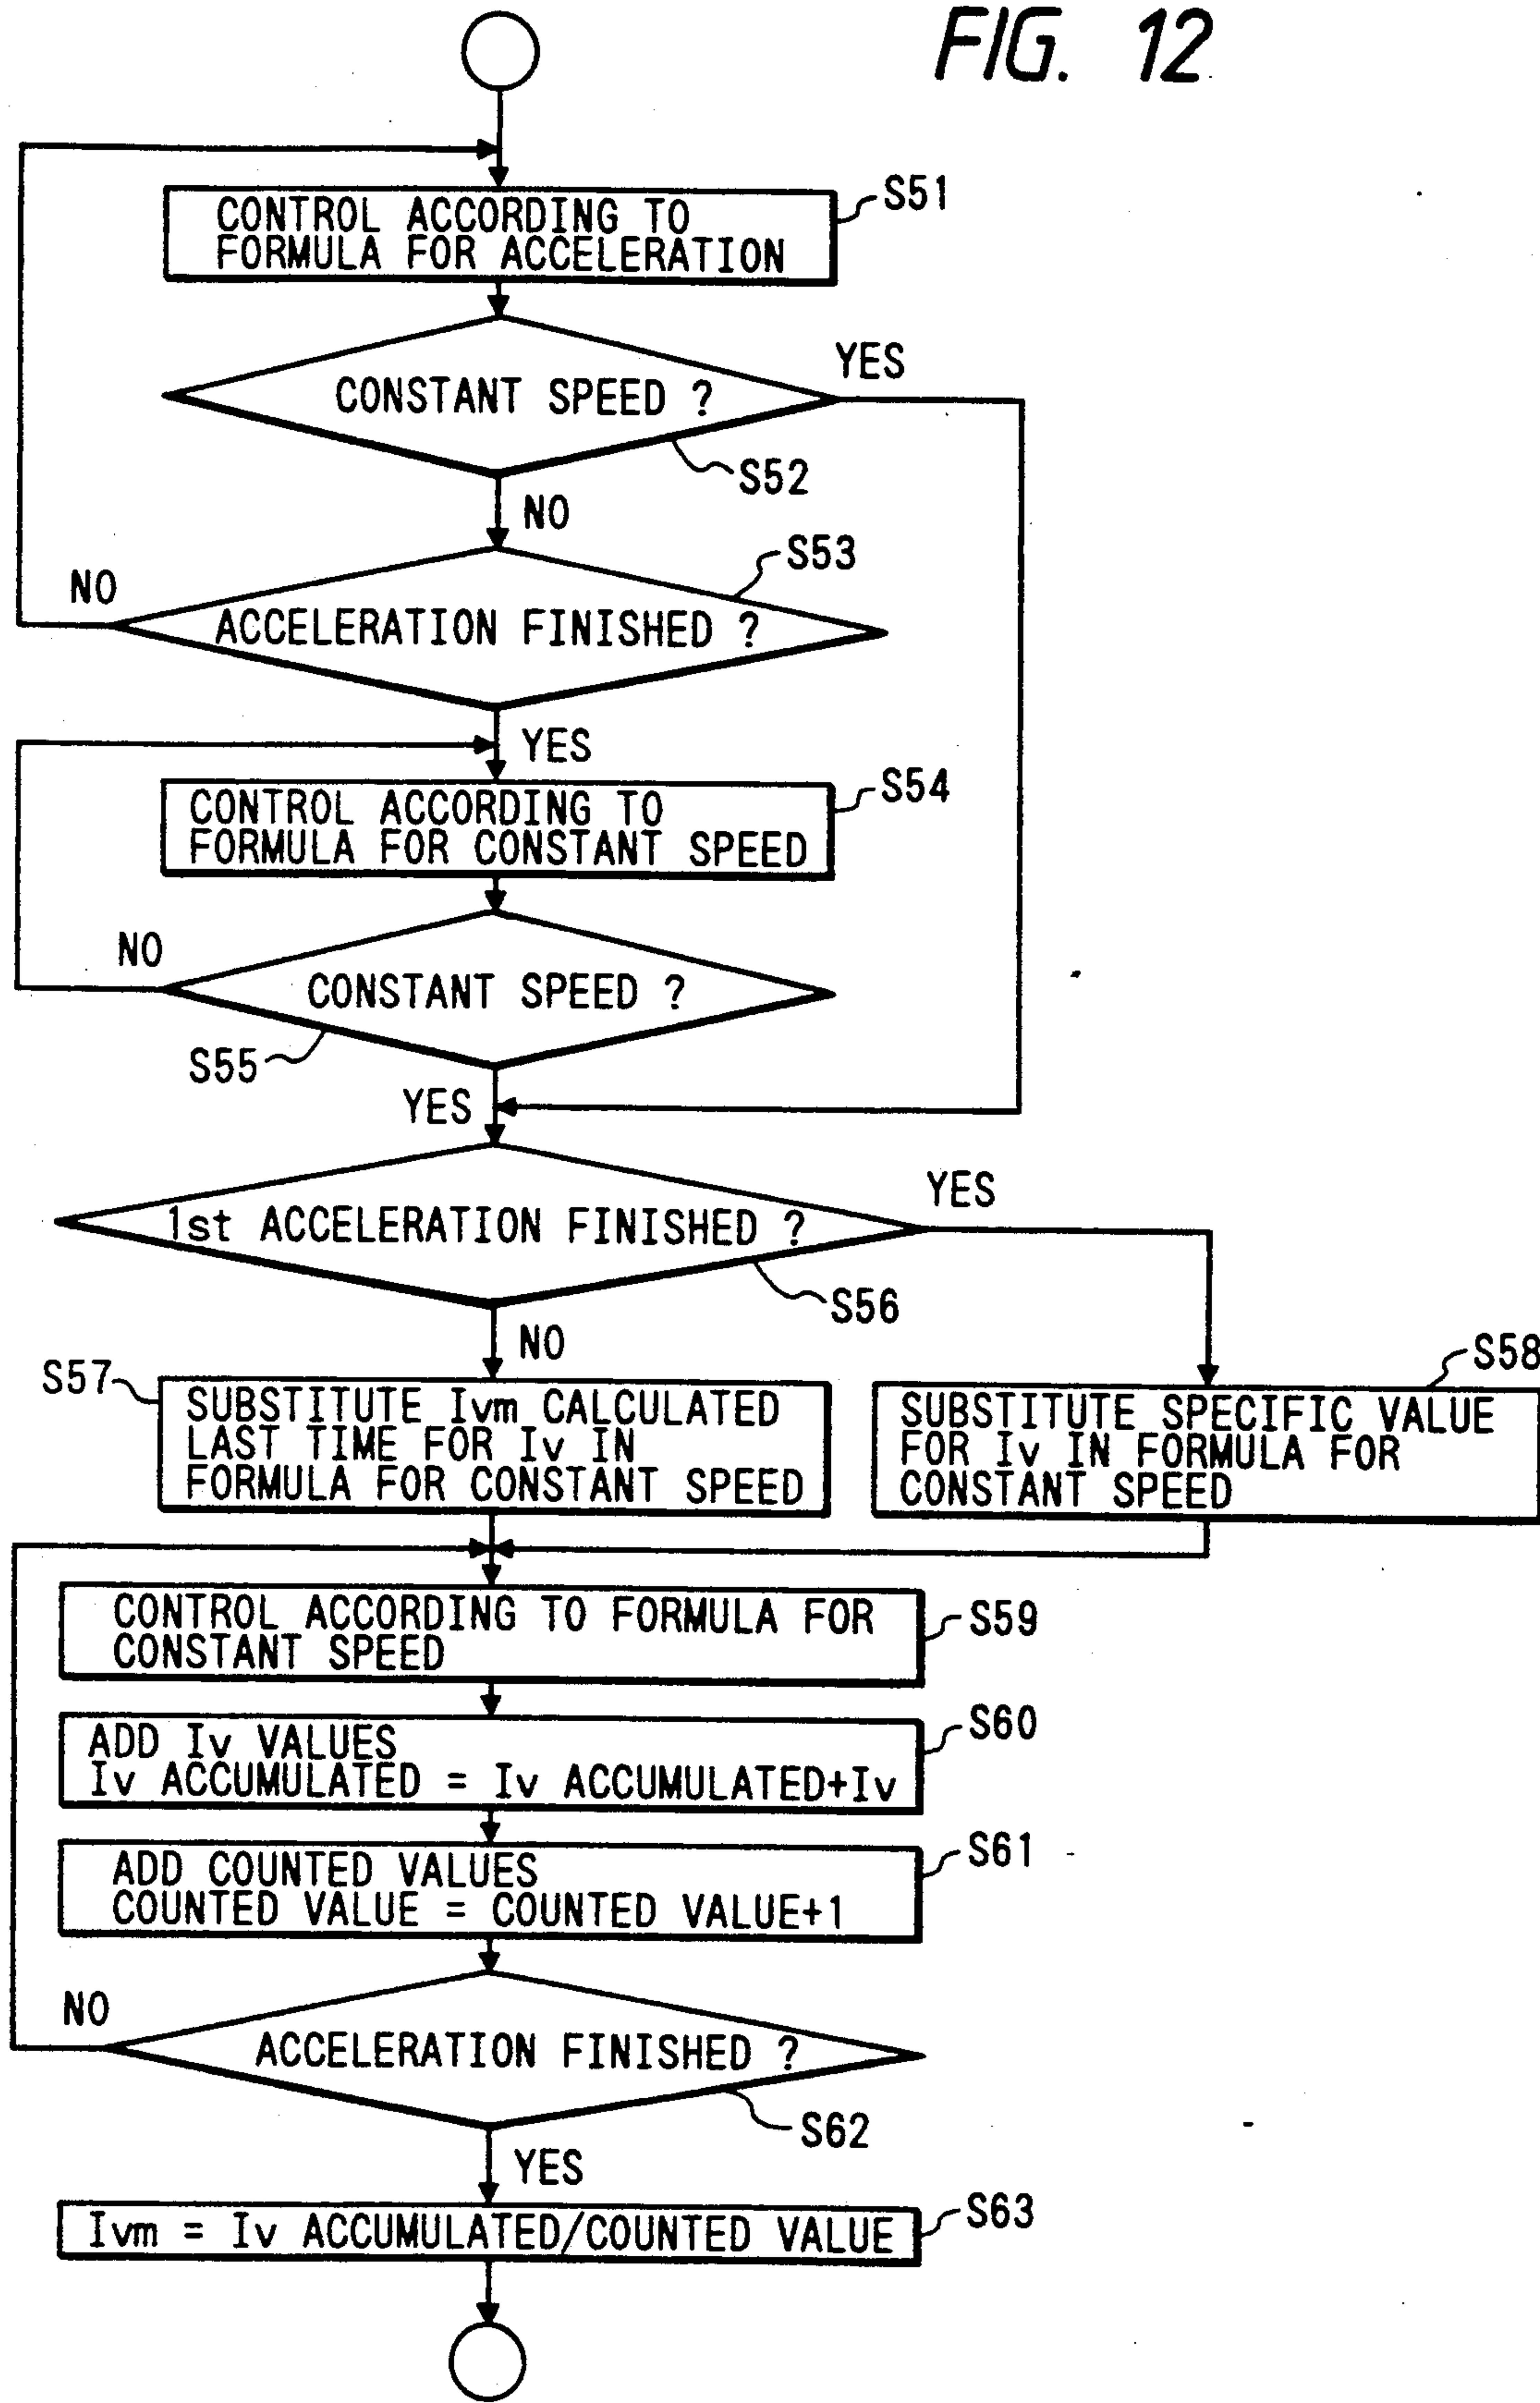 FIG. 12
S51
CONTROL ACCORDING TO
FORMULA FOR ACCELERATION
YES
CONSTANT SPEED ?
S52
NO
S53
NO
ACCELERATION FINISHED ?
YES
S54
CONTROL ACCORDING TO
FORMULA FOR CONSTANT SPEED
NO
CONSTANT SPEED ?
S55
YES
YES
1st ACCELERATION FINISHED ?
S56
NO
S57
SUBSTITUTE Ivm CALCULATED
LAST TIME FOR Iv IN
FORMULA FOR CONSTANT SPEED
S58
SUBSTITUTE SPECIFIC VALUE
FOR Iv IN FORMULA FOR
CONSTANT SPEED
CONTROL ACCORDING TO FORMULA FOR
CONSTANT SPEED
S59
ADD Iv VALUES
Iv ACCUMULATED = Iv ACCUMULATED+Iv
S60
ADD COUNTED VALUES
COUNTED VALUE = COUNTED VALUE+1
S61
NO
ACCELERATION FINISHED ?
S62
YES
Ivm = Iv ACCUMULATED/COUNTED VALUE
S63